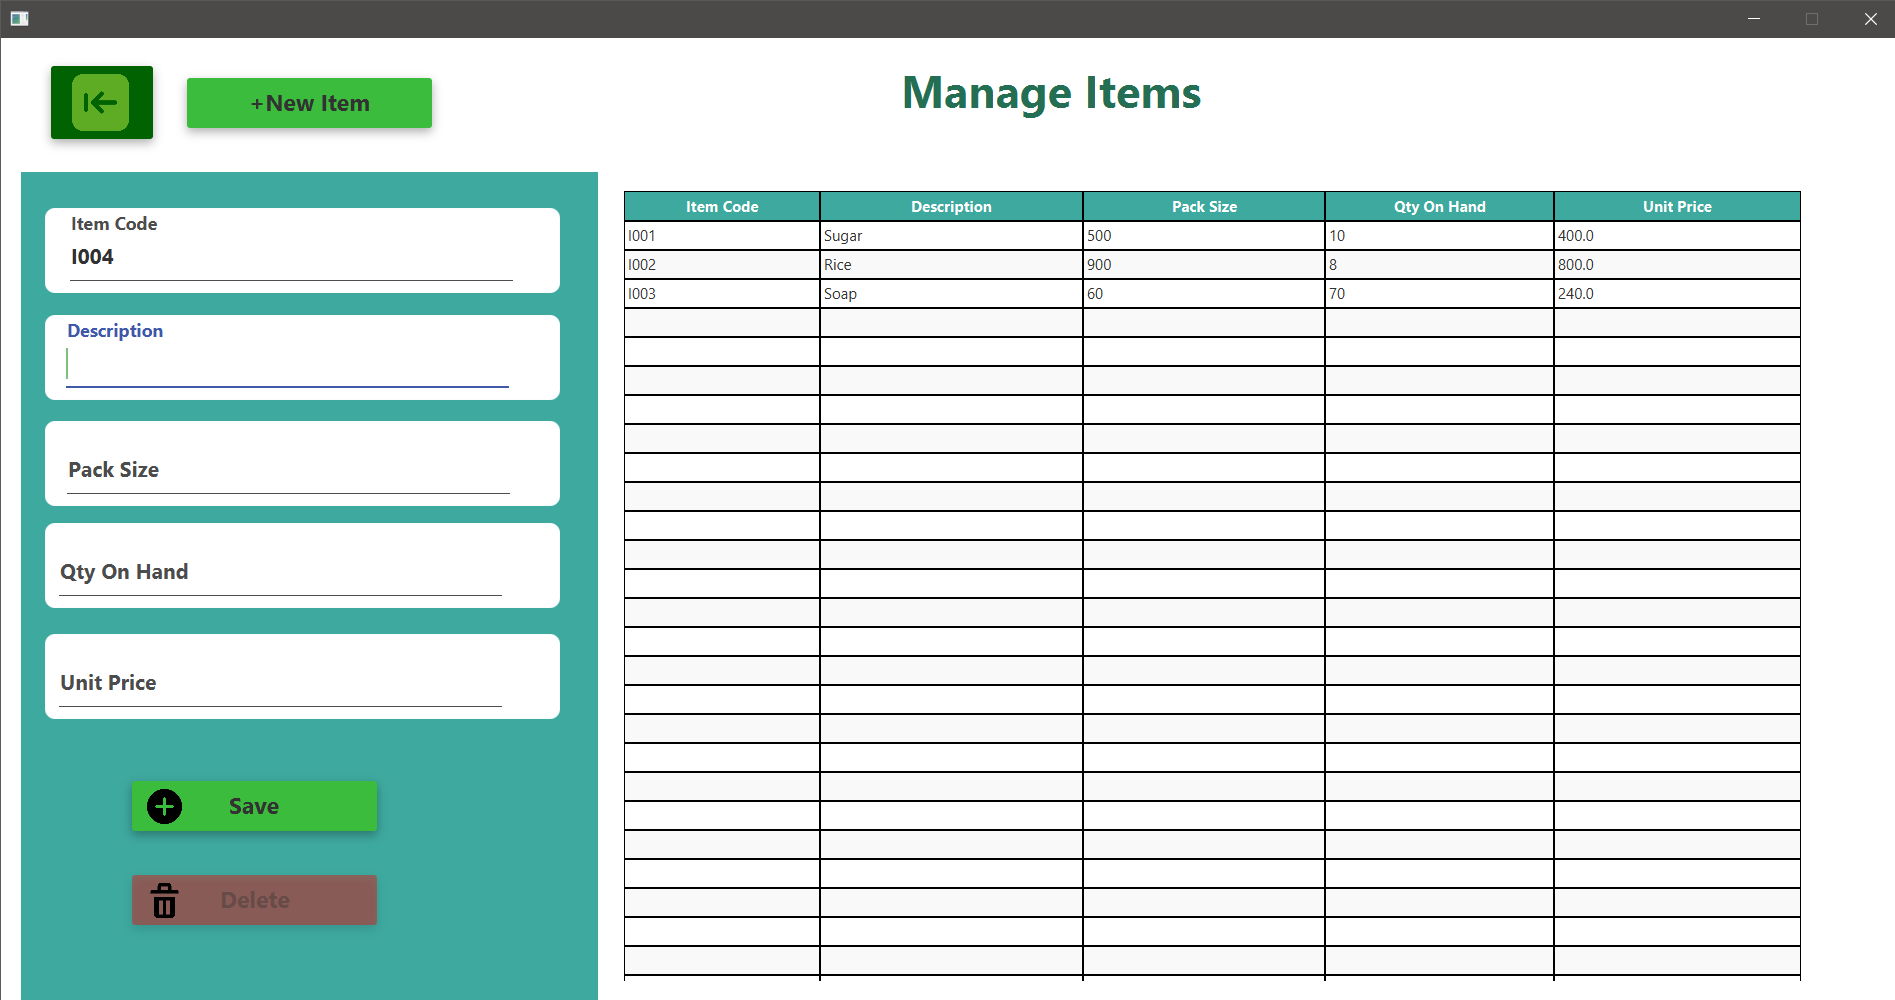 +New Item
Manage Items
Item Code
I004
Description
Pack Size
Qty On Hand
Unit Price
Save
Delete
Item Code Description Pack Size Qty On Hand Unit Price
I001 Sugar 500 10 400.0
I002 Rice 900 8 800.0
I003 Soap 60 70 240.0